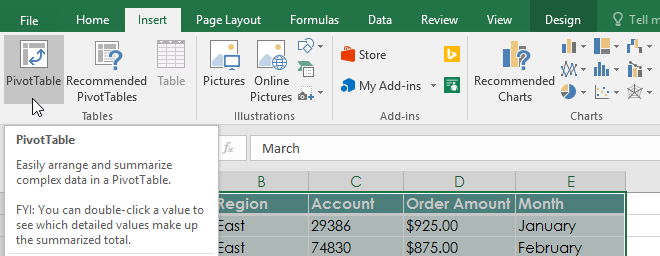 File Home Insert Page Layout Formulas Data Review View Design Tell me
PivotTable Recommended PivotTables Table Pictures Online Pictures Store My Add-ins Recommended Charts
Tables Illustrations Add-ins Charts
PivotTable
Easily arrange and summarize
complex data in a PivotTable.
FYI: You can double-click a value to
see which detailed values make up
the summarized total.
fx March
B C D E
Region Account Order Amount Month
East 29386 $925.00 January
East 74830 $875.00 February